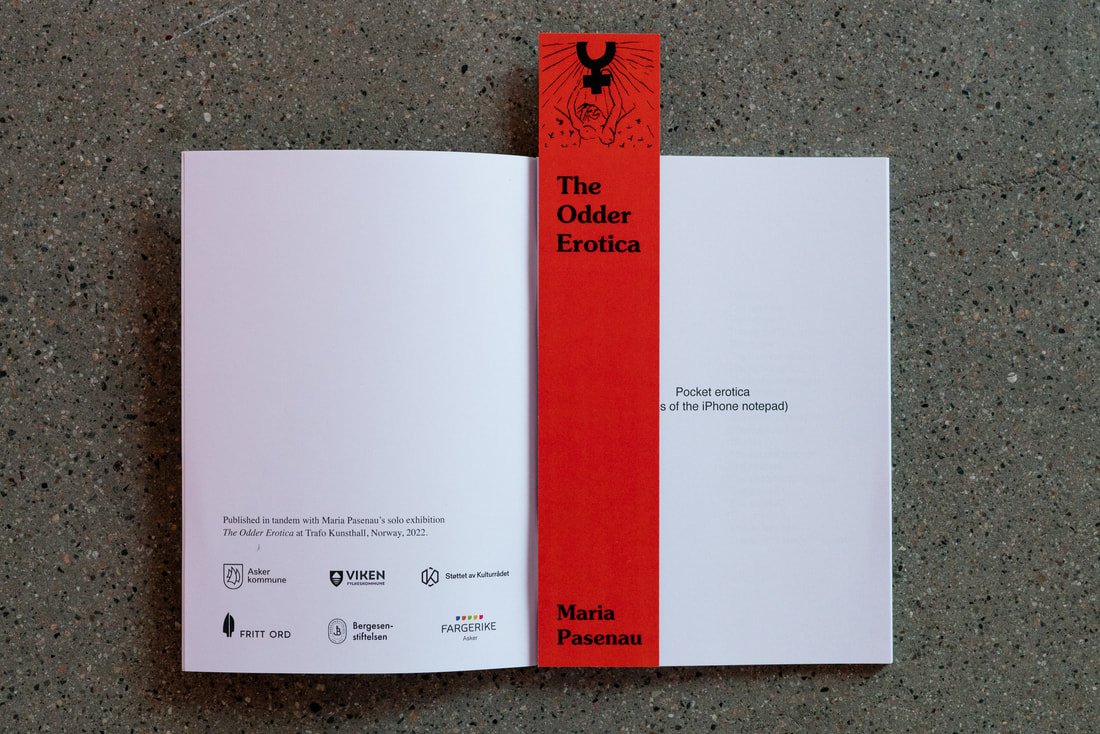 The
Odder
Erotica
Maria
Pasenau
Published in tandem with Maria Pasenau's solo exhibition
The Odder Erotica at Trafo Kunsthall, Norway, 2022.
Asker
kommune
VIKEN
FYLKESKOMMUNE
Støttet av Kulturrådet
FRITT ORD
Bergesen-
stiftelsen
FARGERIKE
Asker
Pocket erotica
s of the iPhone notepad)